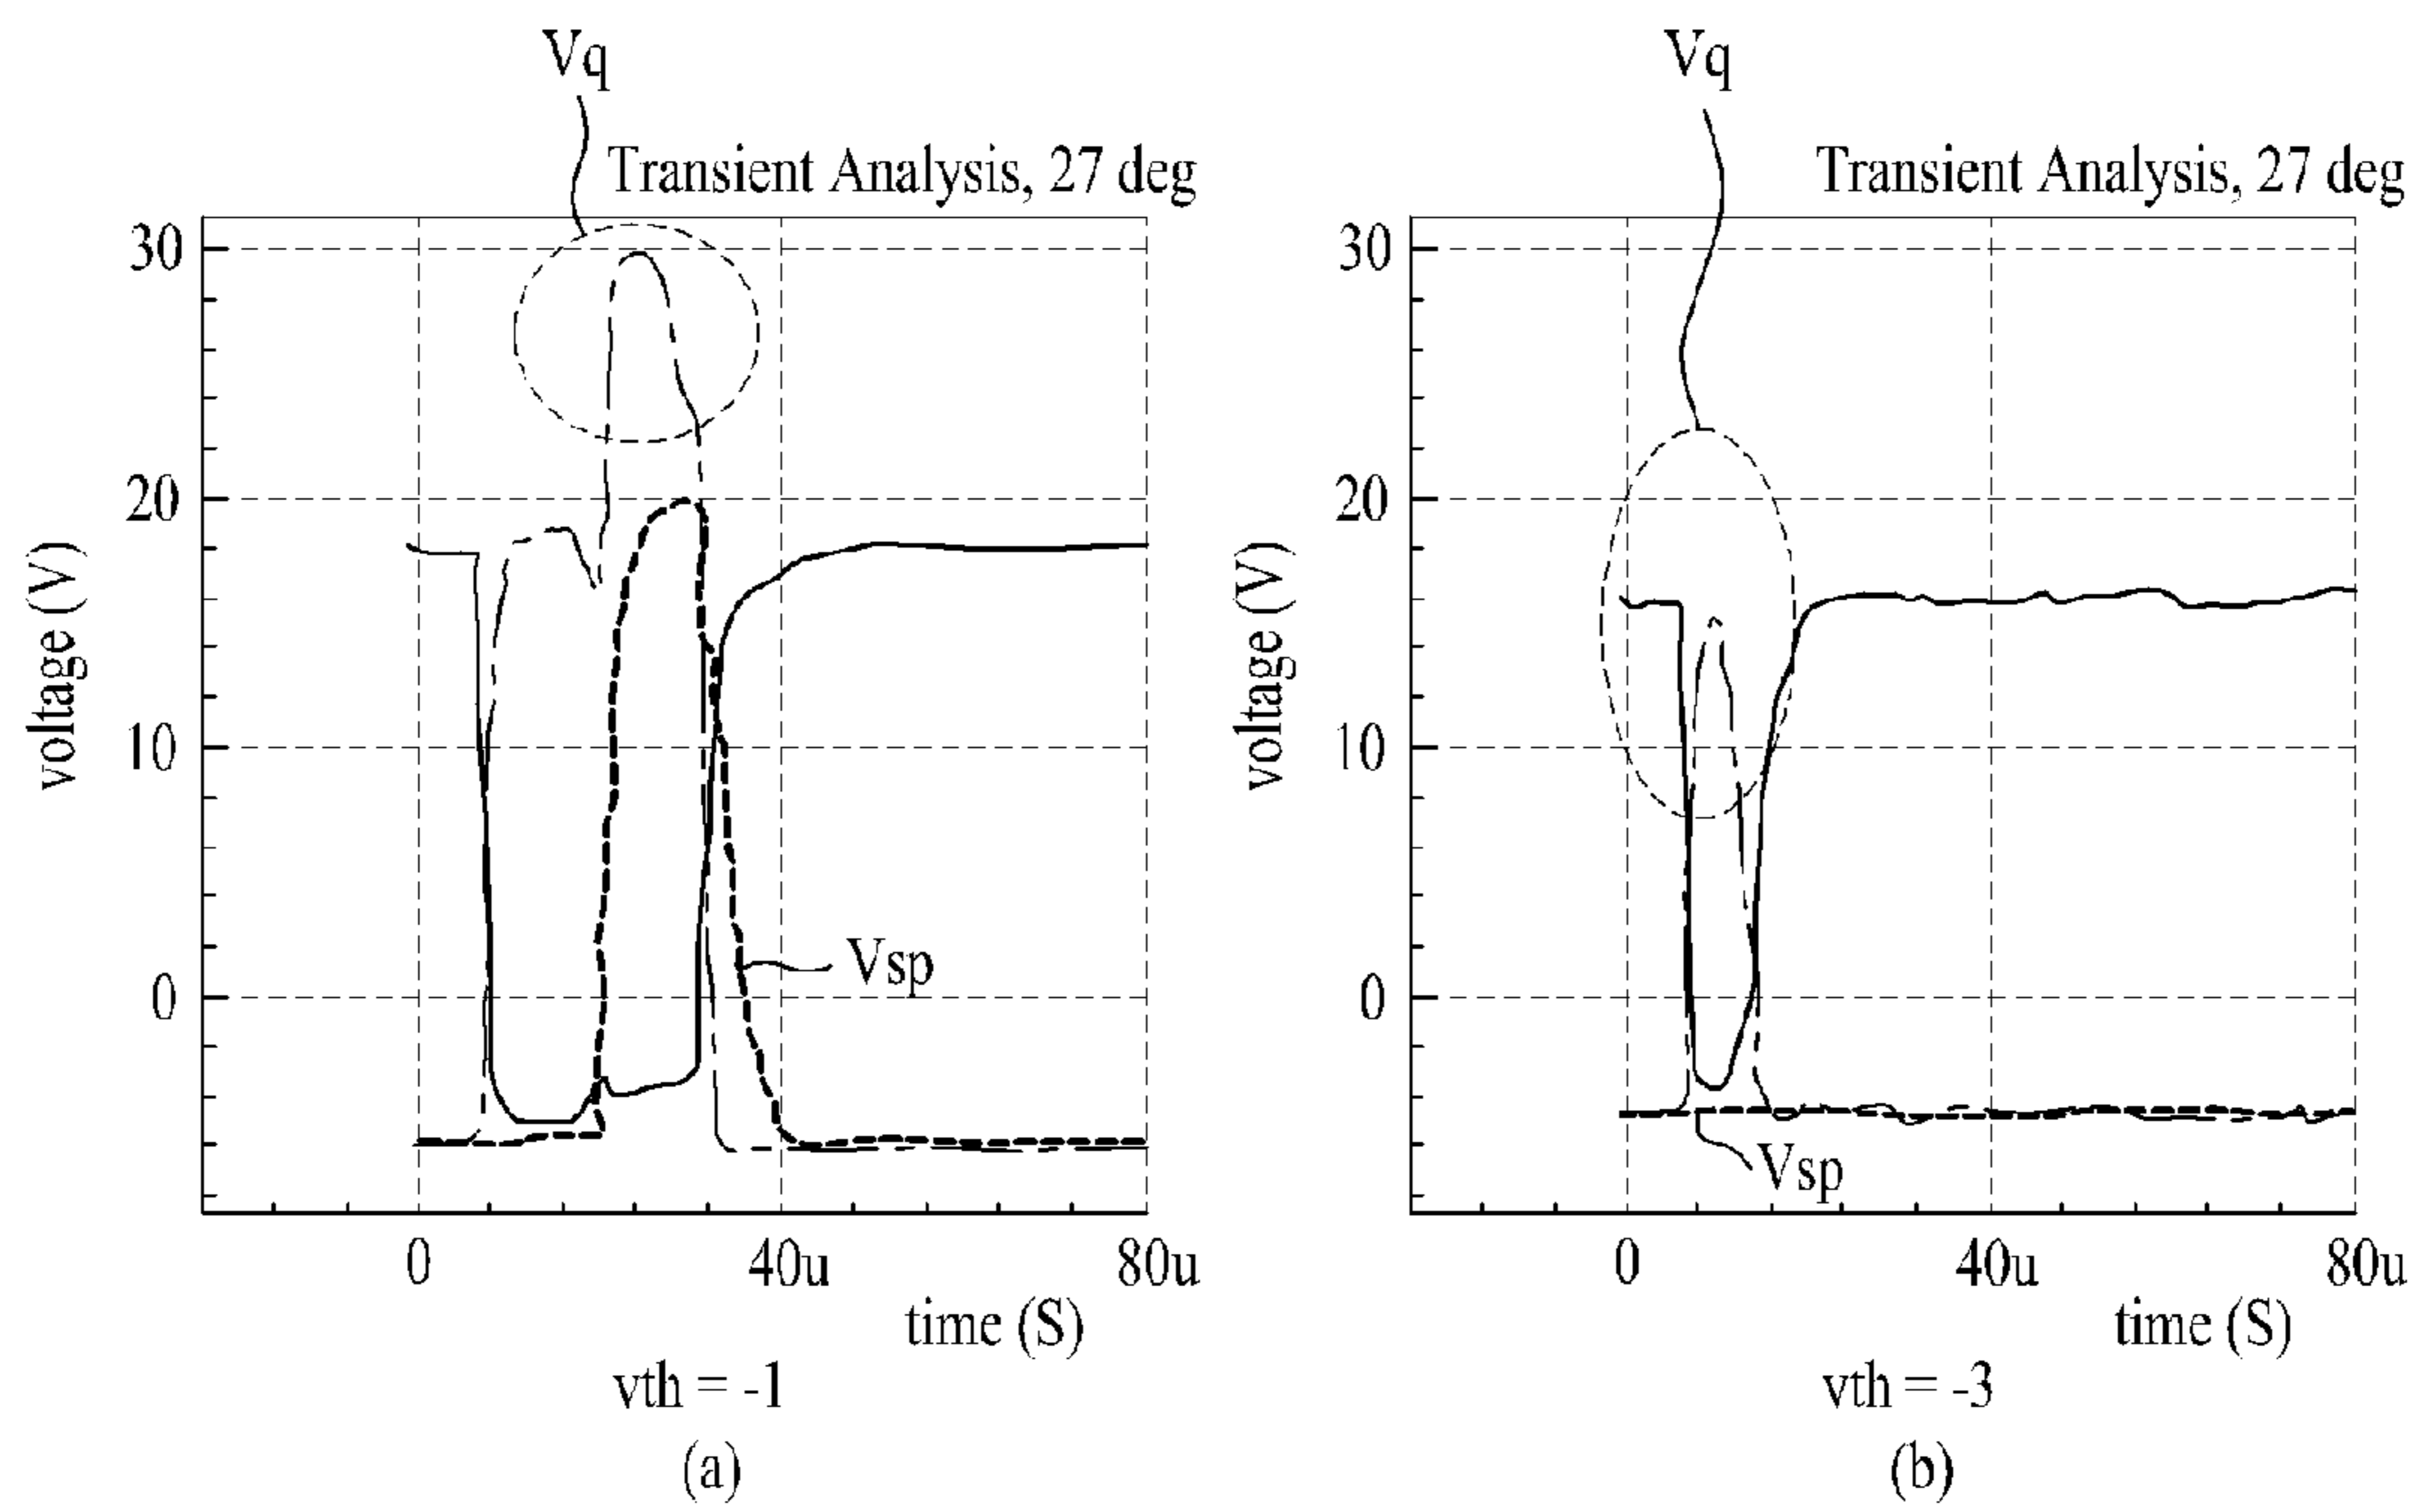 Vq
Transient Analysis, 27 deg
30
20
10
0
voltage (V)
Vsp
0
40u
80u
time (S)
vth = -1
(a)
Vq
Transient Analysis, 27 deg
30
20
10
0
voltage (V)
Vsp
0
40u
80u
time (S)
vth = -3
(b)